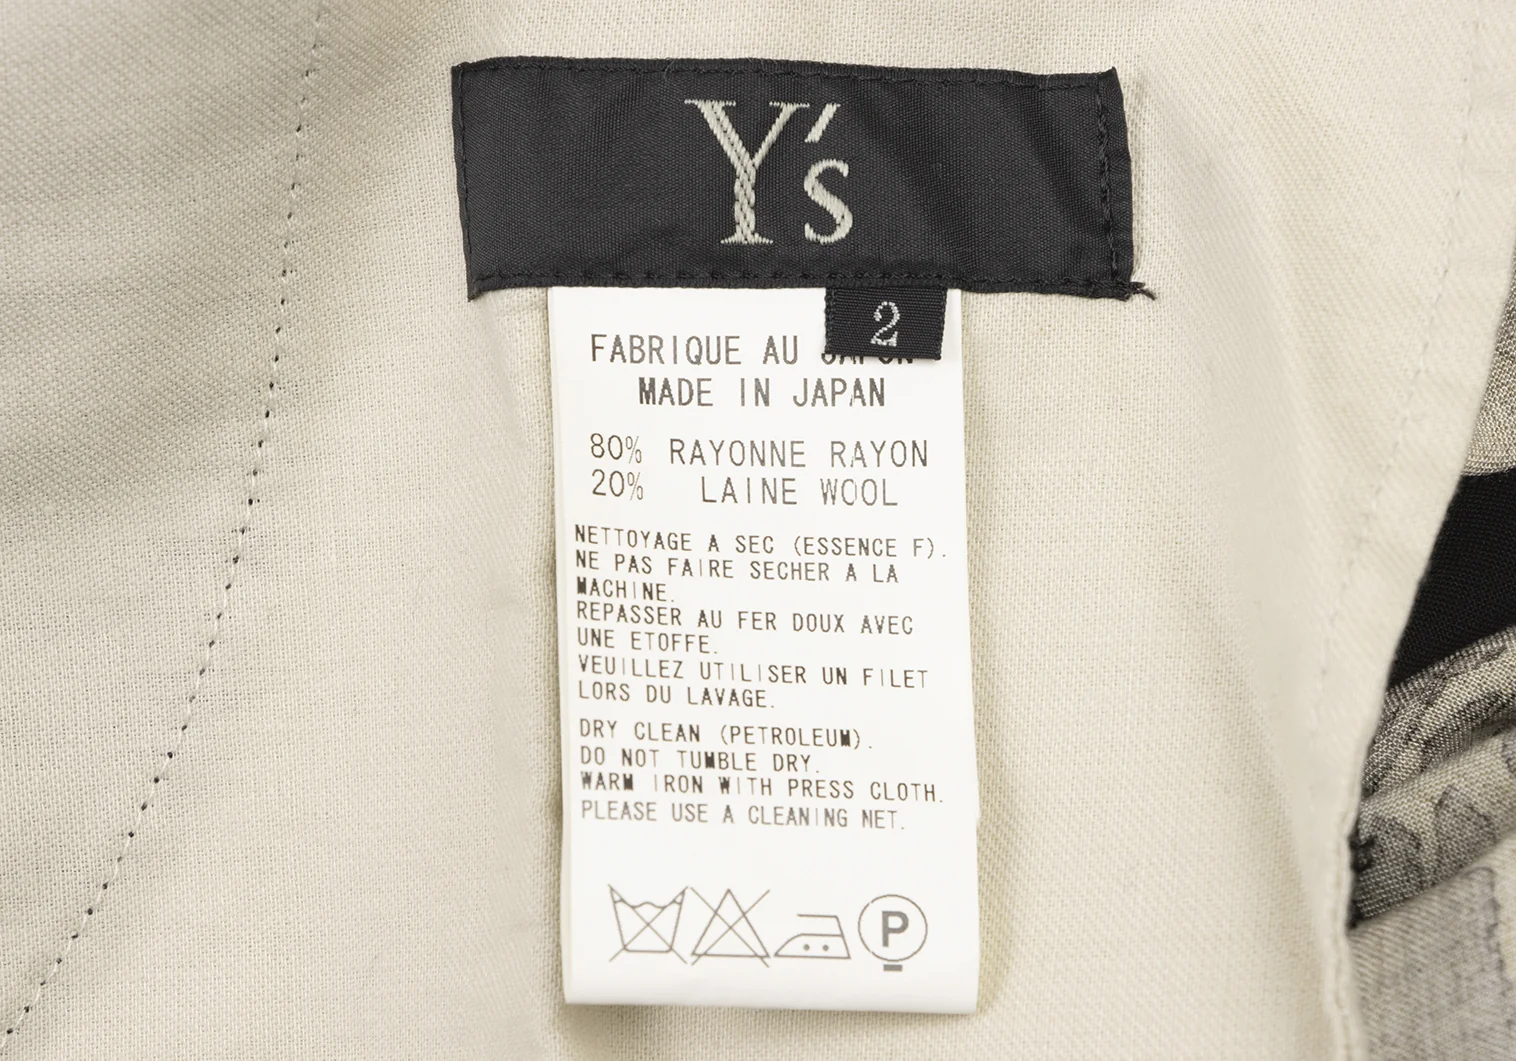 Y's
2
FABRIQUE AU JAPON
MADE IN JAPAN
80% RAYONNE RAYON
20% LAINE WOOL
NETTOYAGE A SEC (ESSENCE F).
NE PAS FAIRE SECHER A LA
MACHINE.
REPASSER AU FER DOUX AVEC
UNE ETOFFE.
VEUILLEZ UTILISER UN FILET
LORS DU LAVAGE.
DRY CLEAN (PETROLEUM).
DO NOT TUMBLE DRY.
WARM IRON WITH PRESS CLOTH.
PLEASE USE A CLEANING NET.
P